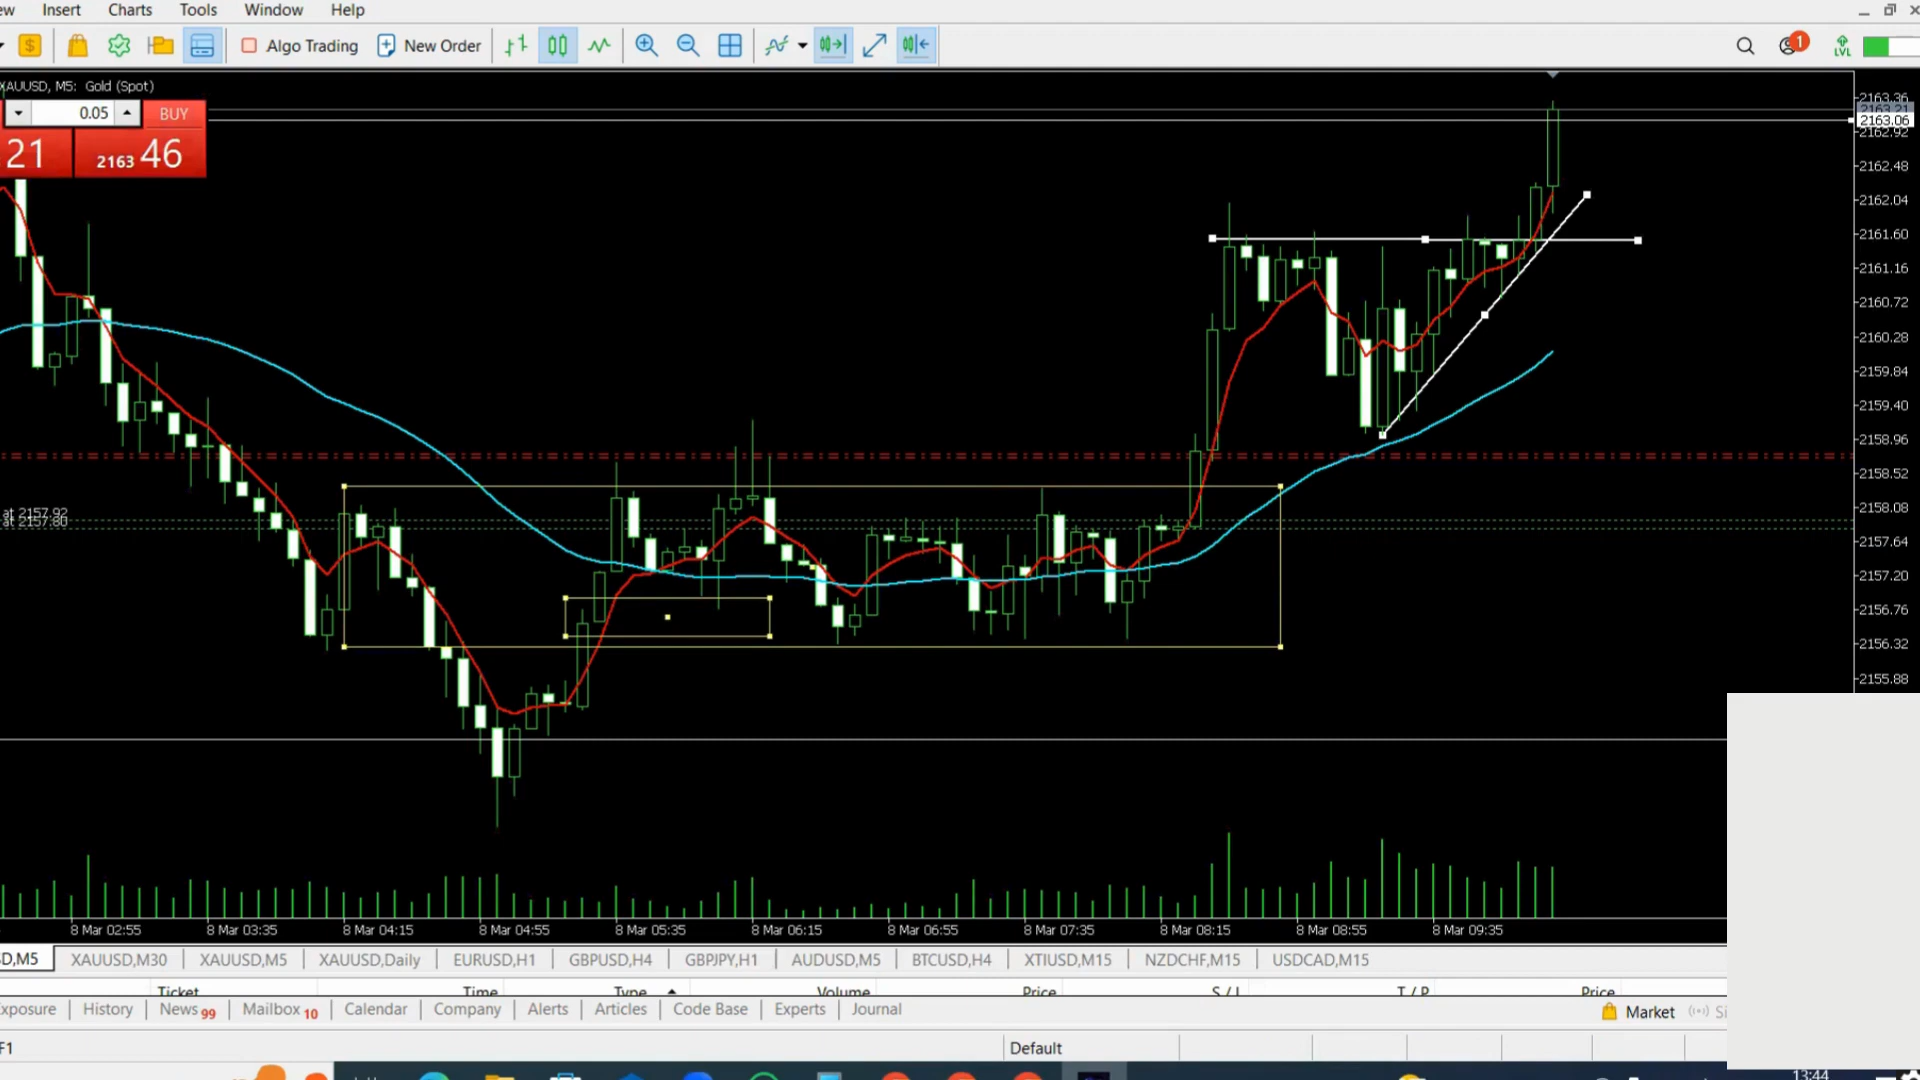 ew Insert Charts Tools Window Help
Algo Trading New Order 1 LVL
XAUUSD, M5: Gold (Spot)
0.05 BUY
21 2163 46
2163.36
2163.21
2163.06
2162.92
2162.48
2162.04
2161.60
2161.16
2160.72
2160.28
2159.84
2159.40
2158.96
2158.52
at 2157.92
at 2157.80
2158.08
2157.64
2157.20
2156.76
2156.32
2155.88
8 Mar 02:55 8 Mar 03:35 8 Mar 04:15 8 Mar 04:55 8 Mar 05:35 8 Mar 06:15 8 Mar 06:55 8 Mar 07:35 8 Mar 08:15 8 Mar 08:55 8 Mar 09:35
D,M5 XAUUSD,M30 XAUUSD,M5 XAUUSD,Daily EURUSD,H1 GBPUSD,H4 GBPJPY,H1 AUDUSD,M5 BTCUSD,H4 XTIUSD,M15 NZDCHF,M15 USDCAD,M15
Ticket Time Type Volume Price S / L T / P Price
xposure History News 99 Mailbox 10 Calendar Company Alerts Articles Code Base Experts Journal Market Si
F1 Default
13:44